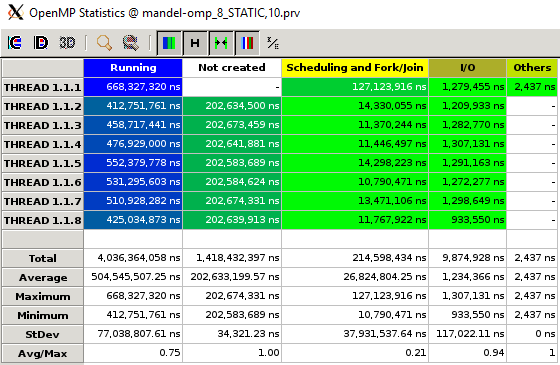 OpenMP Statistics @ mandel-omp_8_STATIC,10.prv
3D
Running Not created Scheduling and Fork/Join I/O Others
THREAD 1.1.1 668,327,320 ns - 127,123,916 ns 1,279,455 ns 2,437 ns
THREAD 1.1.2 412,751,761 ns 202,634,500 ns 14,330,055 ns 1,209,933 ns -
THREAD 1.1.3 458,717,441 ns 202,673,459 ns 11,370,244 ns 1,282,770 ns -
THREAD 1.1.4 476,929,000 ns 202,641,881 ns 11,446,497 ns 1,307,131 ns -
THREAD 1.1.5 552,379,778 ns 202,583,689 ns 14,298,223 ns 1,291,163 ns -
THREAD 1.1.6 531,295,603 ns 202,584,624 ns 10,790,471 ns 1,272,277 ns -
THREAD 1.1.7 510,928,282 ns 202,674,331 ns 13,471,106 ns 1,298,649 ns -
THREAD 1.1.8 425,034,873 ns 202,639,913 ns 11,767,922 ns 933,550 ns -
Total 4,036,364,058 ns 1,418,432,397 ns 214,598,434 ns 9,874,928 ns 2,437 ns
Average 504,545,507.25 ns 202,633,199.57 ns 26,824,804.25 ns 1,234,366 ns 2,437 ns
Maximum 668,327,320 ns 202,674,331 ns 127,123,916 ns 1,307,131 ns 2,437 ns
Minimum 412,751,761 ns 202,583,689 ns 10,790,471 ns 933,550 ns 2,437 ns
StDev 77,038,807.61 ns 34,321.23 ns 37,931,537.64 ns 117,022.11 ns 0 ns
Avg/Max 0.75 1.00 0.21 0.94 1